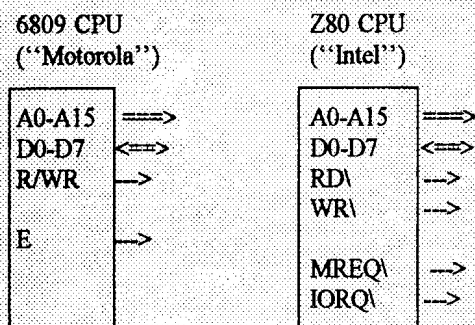 6809 CPU
(‘‘Motorola’’)
A0-A15 ===>
D0-D7 <==>
R/WR --->
E --->
Z80 CPU
(‘‘Intel’’)
A0-A15 ===>
D0-D7 <==>
RD\ --->
WR\ --->
MREQ\ --->
IORQ\ --->